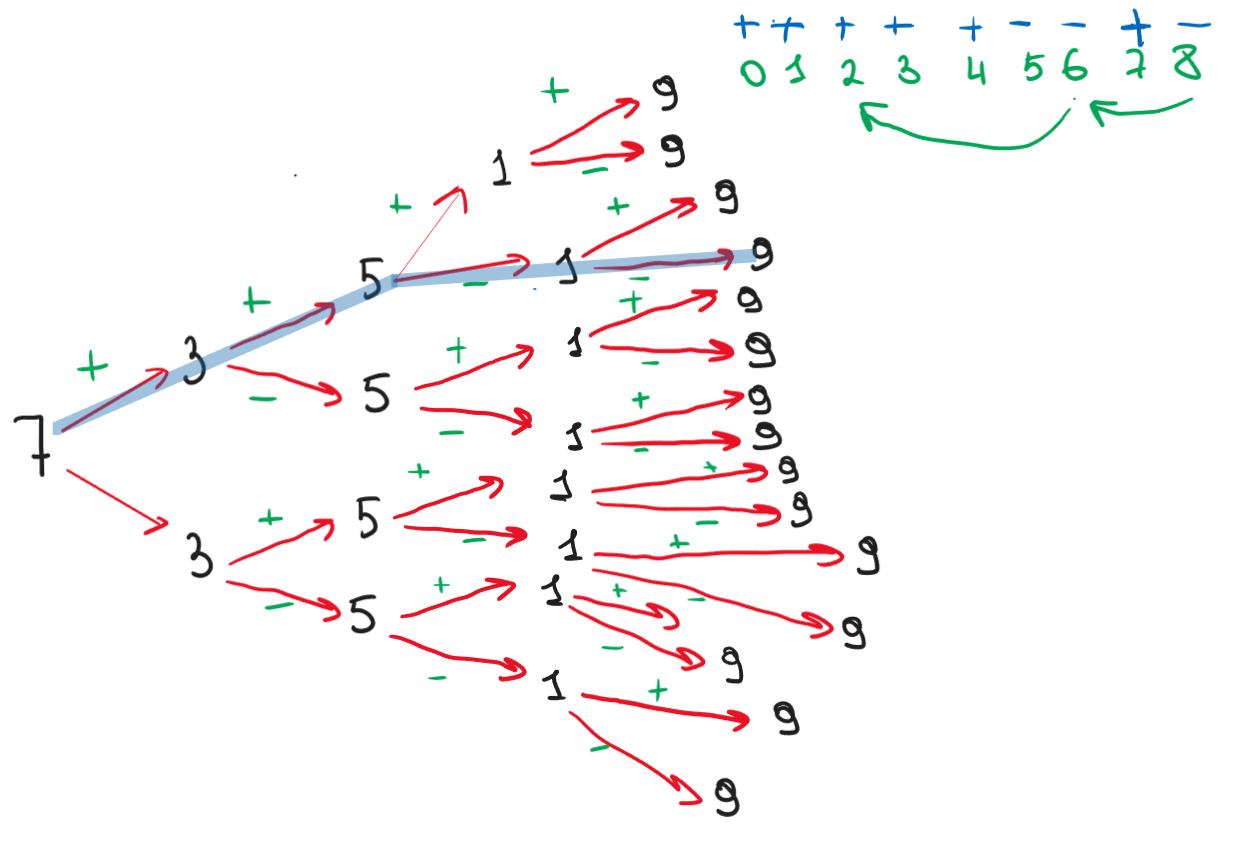 + + + + + - - + -
0 1 2 3 4 5 6 7 8
+ 9
1 - 9
+ + 9
5 - 1 - 9
+ + 9
+ 3 + 1 - 9
- 5 - + 9
7 1 - 9
+ 1 + 9
+ 5 - 9
3 - 1 + 9
- + 1 + - 9
5 - 9
- 1 + 9
- 9